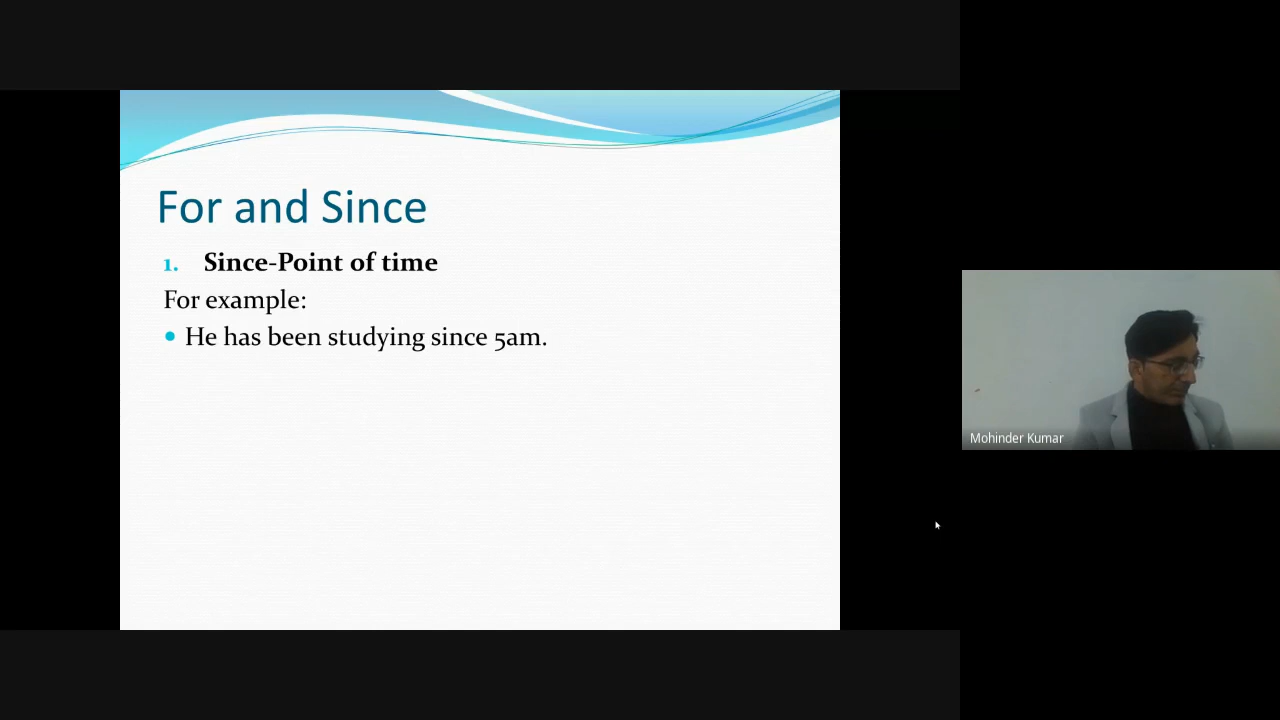 For and Since
1. Since-Point of time
For example:
• He has been studying since 5am.
Mohinder Kumar